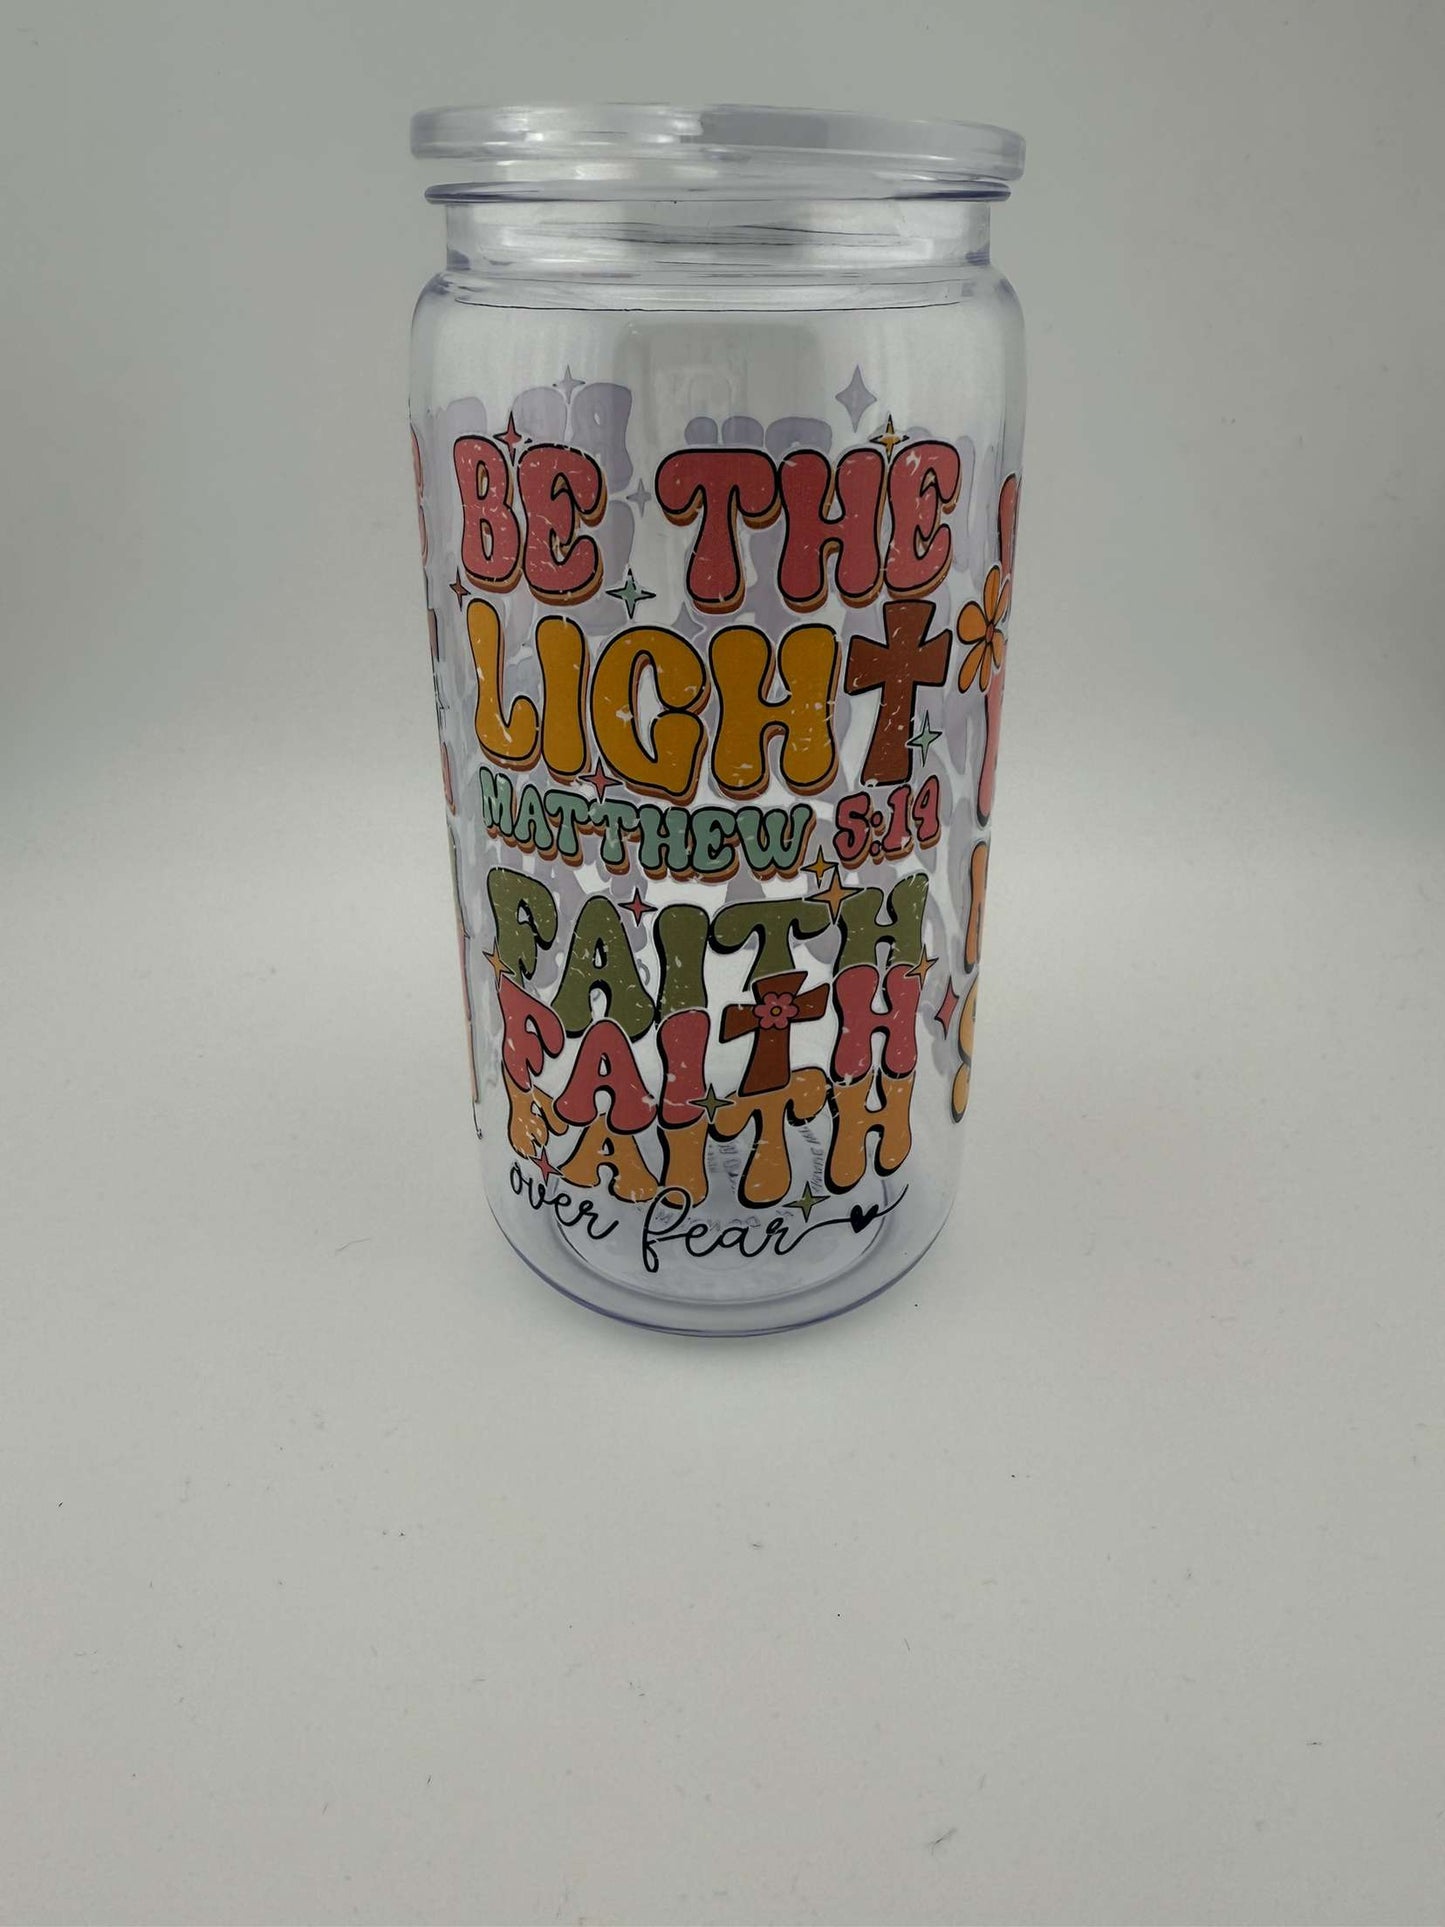 BE THE
LIGHT
MATTHEW 5:14
FAITH
FAITH
FAITH
over fear